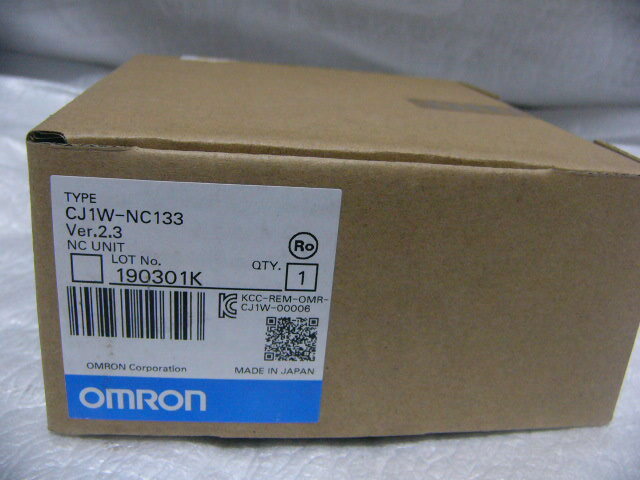 TYPE
CJ1W-NC133
Ver.2.3
NC UNIT
Ro
LOT No.
190301K
QTY. 1
KCC-REM-OMR-
CJ1W-00006
OMRON Corporation
MADE IN JAPAN
OMRON